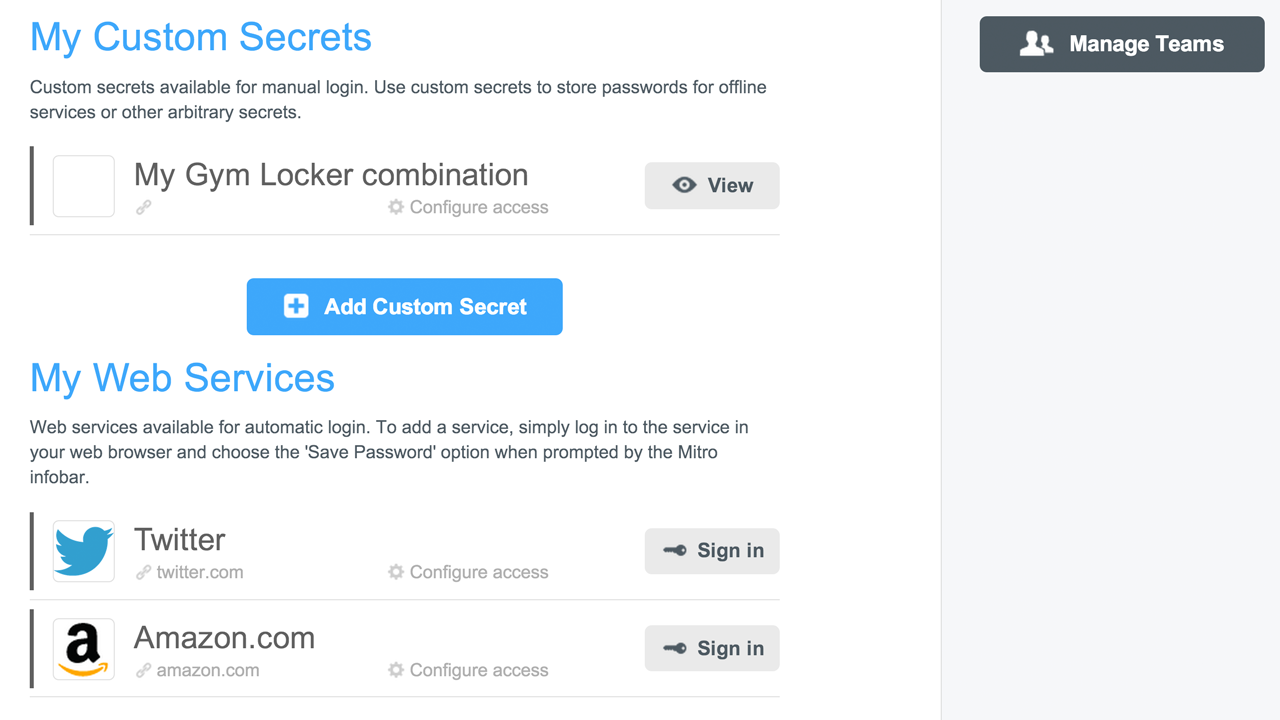 My Custom Secrets
Manage Teams
Custom secrets available for manual login. Use custom secrets to store passwords for offline
services or other arbitrary secrets.
My Gym Locker combination
Configure access
View
Add Custom Secret
My Web Services
Web services available for automatic login. To add a service, simply log in to the service in
your web browser and choose the 'Save Password' option when prompted by the Mitro
infobar.
Twitter
twitter.com
Configure access
Sign in
a
Amazon.com
amazon.com
Configure access
Sign in